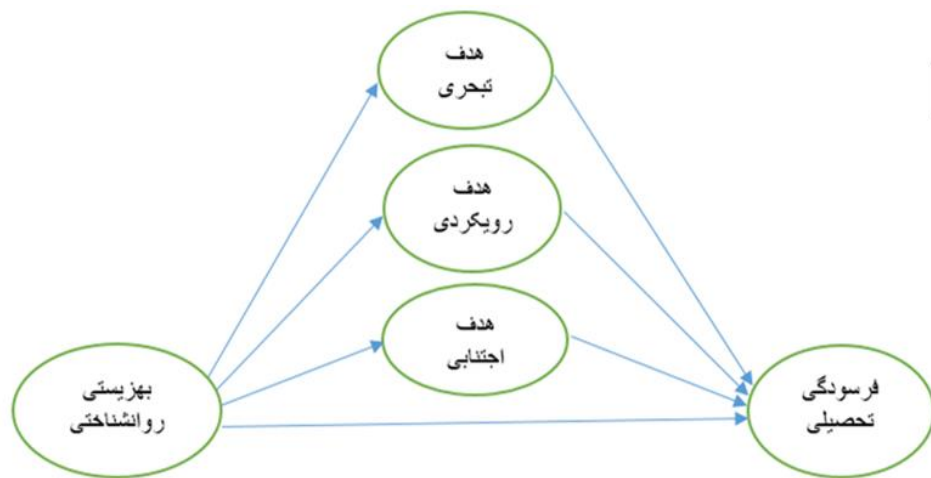 هدف
تبحری
هدف
رویکردی
هدف
اجتنابی
بهزیستی
روانشناختی
فرسودگی
تحصیلی